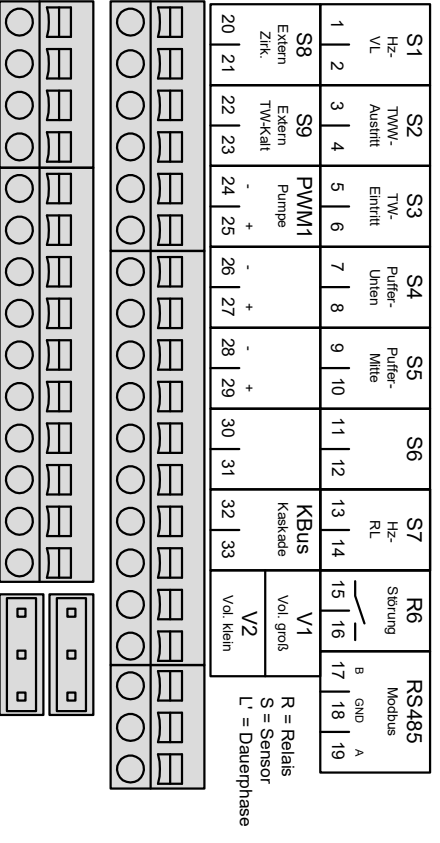 S1
Hz-
VL
1 2
S2
TWW-
Austritt
3 4
S3
TW-
Eintritt
5 6
S4
Puffer-
Unten
7 8
S5
Puffer-
Mitte
9 10
S6
11 12
S7
Hz-
RL
13 14
R6
Störung
15 16
RS485
Modbus
B GND A
17 18 19
S8
Extern
Zirk.
20 21
S9
Extern
TW-Kalt
22 23
PWM1
Pumpe
- +
24 25
- +
26 27
- +
28 29
30 31
KBus
Kaskade
32 33
V1
Vol. groß
V2
Vol. klein
R = Relais
S = Sensor
L' = Dauerphase